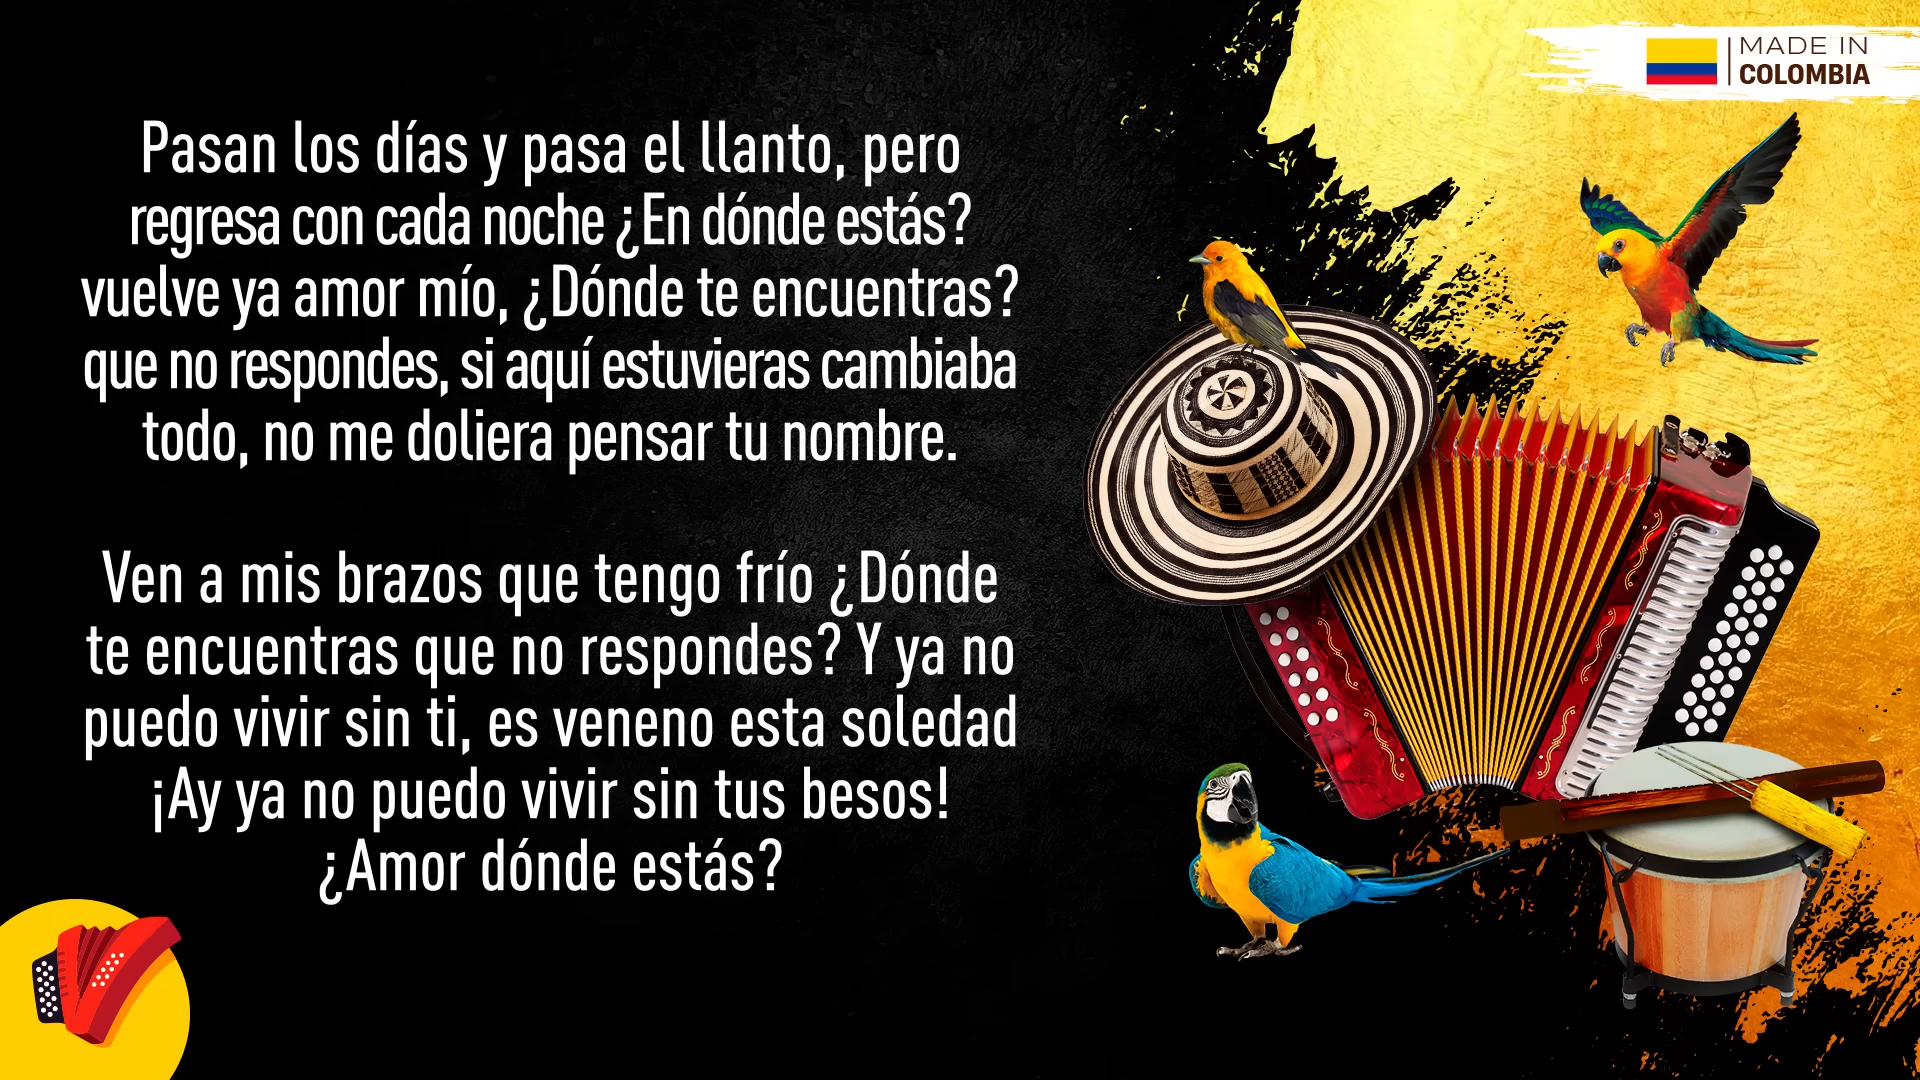 MADE IN
COLOMBIA
Pasan los días y pasa el llanto, pero
regresa con cada noche ¿En dónde estás?
vuelve ya amor mío, ¿Dónde te encuentras?
que no respondes, si aquí estuvieras cambiaba
todo, no me doliera pensar tu nombre.
Ven a mis brazos que tengo frío ¿Dónde
te encuentras que no respondes? Y ya no
puedo vivir sin ti, es veneno esta soledad
¡Ay ya no puedo vivir sin tus besos!
¿Amor dónde estás?